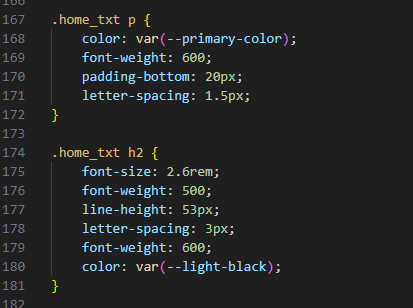 166
167 .home_txt p {
168 color: var(--primary-color);
169 font-weight: 600;
170 padding-bottom: 20px;
171 letter-spacing: 1.5px;
172 }
173
174 .home_txt h2 {
175 font-size: 2.6rem;
176 font-weight: 500;
177 line-height: 53px;
178 letter-spacing: 3px;
179 font-weight: 600;
180 color: var(--light-black);
181 }
182